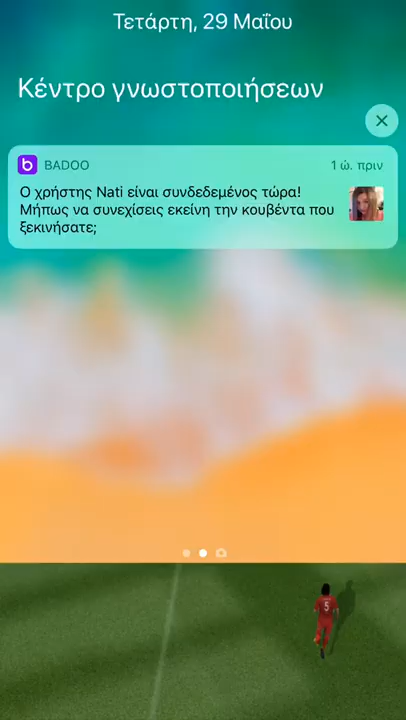 Τετάρτη, 29 Μαΐου
Κέντρο γνωστοποιήσεων
BADOO
1 ώ. πριν
Ο χρήστης Nati είναι συνδεδεμένος τώρα!
Μήπως να συνεχίσεις εκείνη την κουβέντα που
ξεκινήσατε;
5